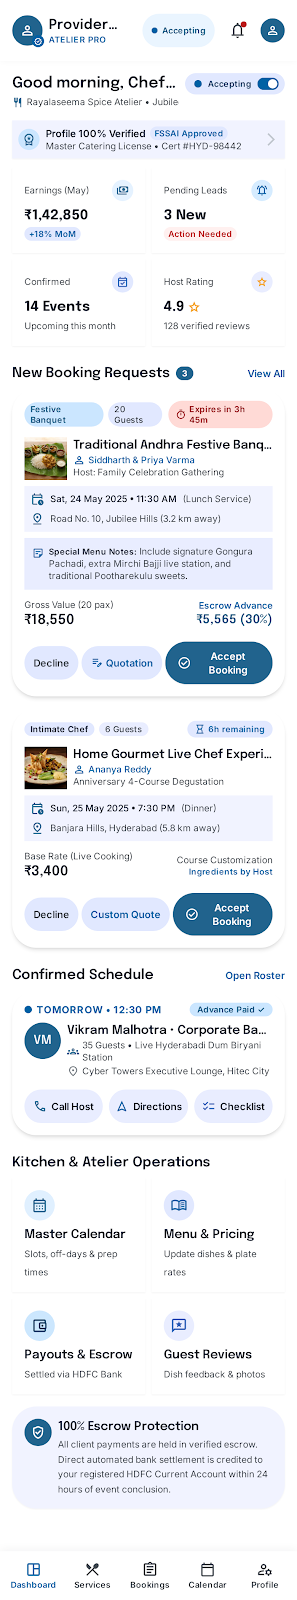 Provider...
ATELIER PRO
Accepting
Good morning, Chef...
Accepting
Rayalaseema Spice Atelier • Jubile
Profile 100% Verified FSSAI Approved
Master Catering License • Cert #HYD-98442
Earnings (May)
₹1,42,850
+18% MoM
Pending Leads
3 New
Action Needed
Confirmed
14 Events
Upcoming this month
Host Rating
4.9
128 verified reviews
New Booking Requests 3 View All
Festive
Banquet
20
Guests
Expires in 3h
45m
Traditional Andhra Festive Banq...
Siddharth & Priya Varma
Host: Family Celebration Gathering
Sat, 24 May 2025 • 11:30 AM (Lunch Service)
Road No. 10, Jubilee Hills (3.2 km away)
Special Menu Notes: Include signature Gongura
Pachadi, extra Mirchi Bajji live station, and
traditional Pootharekulu sweets.
Gross Value (20 pax)
₹18,550
Escrow Advance
₹5,565 (30%)
Decline
Quotation
Accept
Booking
Intimate Chef 6 Guests 6h remaining
Home Gourmet Live Chef Experi...
Ananya Reddy
Anniversary 4-Course Degustation
Sun, 25 May 2025 • 7:30 PM (Dinner)
Banjara Hills, Hyderabad (5.8 km away)
Base Rate (Live Cooking)
₹3,400
Course Customization
Ingredients by Host
Decline
Custom Quote
Accept
Booking
Confirmed Schedule Open Roster
TOMORROW • 12:30 PM Advance Paid ✓
VM
Vikram Malhotra • Corporate Ba...
35 Guests • Live Hyderabadi Dum Biryani
Station
Cyber Towers Executive Lounge, Hitec City
Call Host
Directions
Checklist
Kitchen & Atelier Operations
Master Calendar
Slots, off-days & prep
times
Menu & Pricing
Update dishes & plate
rates
Payouts & Escrow
Settled via HDFC Bank
Guest Reviews
Dish feedback & photos
100% Escrow Protection
All client payments are held in verified escrow.
Direct automated bank settlement is credited to
your registered HDFC Current Account within 24
hours of event conclusion.
Dashboard Services Bookings Calendar Profile